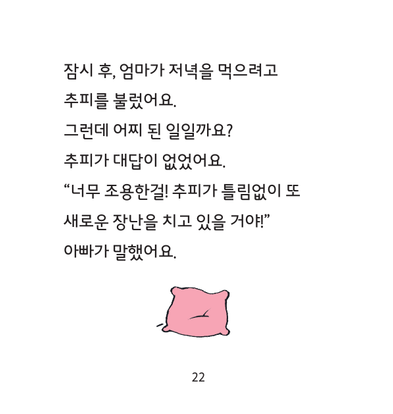 잠시 후, 엄마가 저녁을 먹으려고
추피를 불렀어요.
그런데 어찌 된 일일까요?
추피가 대답이 없었어요.
“너무 조용한걸! 추피가 틀림없이 또
새로운 장난을 치고 있을 거야!”
아빠가 말했어요.
22